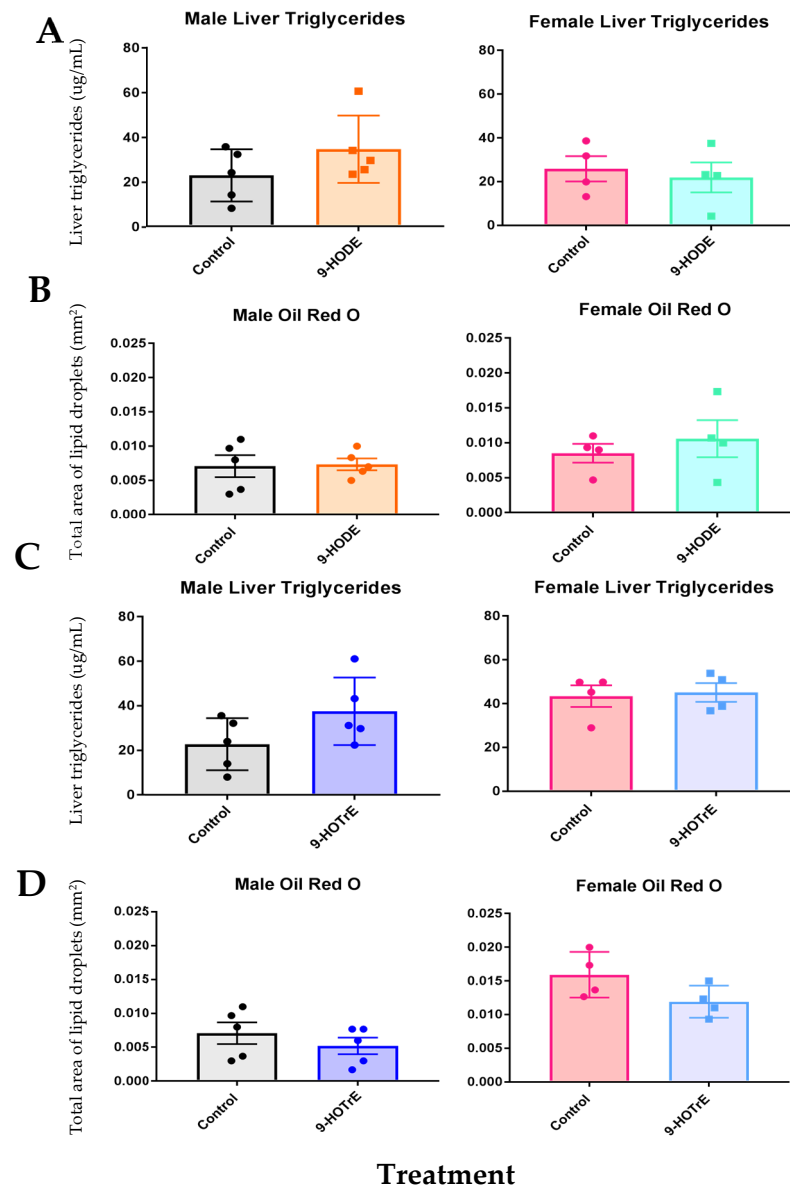 A
Male Liver Triglycerides
Female Liver Triglycerides
Liver triglycerides (ug/mL)
80
60
40
20
0
Control
9-HODE
80
60
40
20
0
Control
9-HODE
B
Male Oil Red O
Female Oil Red O
Total area of lipid droplets (mm²)
0.025
0.020
0.015
0.010
0.005
0.000
Control
9-HODE
0.025
0.020
0.015
0.010
0.005
0.000
Control
9-HODE
C
Male Liver Triglycerides
Female Liver Triglycerides
Liver triglycerides (ug/mL)
80
60
40
20
0
Control
9-HOTrE
80
60
40
20
0
Control
9-HOTrE
D
Male Oil Red O
Female Oil Red O
Total area of lipid droplets (mm²)
0.025
0.020
0.015
0.010
0.005
0.000
Control
9-HOTrE
0.025
0.020
0.015
0.010
0.005
0.000
Control
9-HOTrE
Treatment